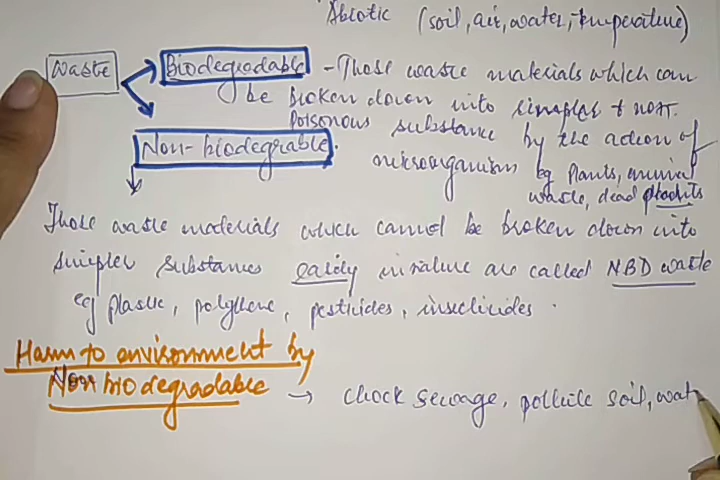 Abiotic (soil, air, water, temperature)
Waste
Biodegradable - Those waste materials which can
be broken down into simpler & non-
Poisonous substance by the action of
Non-biodegrable.
microorganism eg Plants, animal
waste, dead plants
Those waste materials which cannot be broken down into
simpler substances easily in nature are called NBD waste
eg plastic, polythene, pesticides, insecticides.
Harm to environment by
Non biodegradable → chock sewage, pollute soil, wat